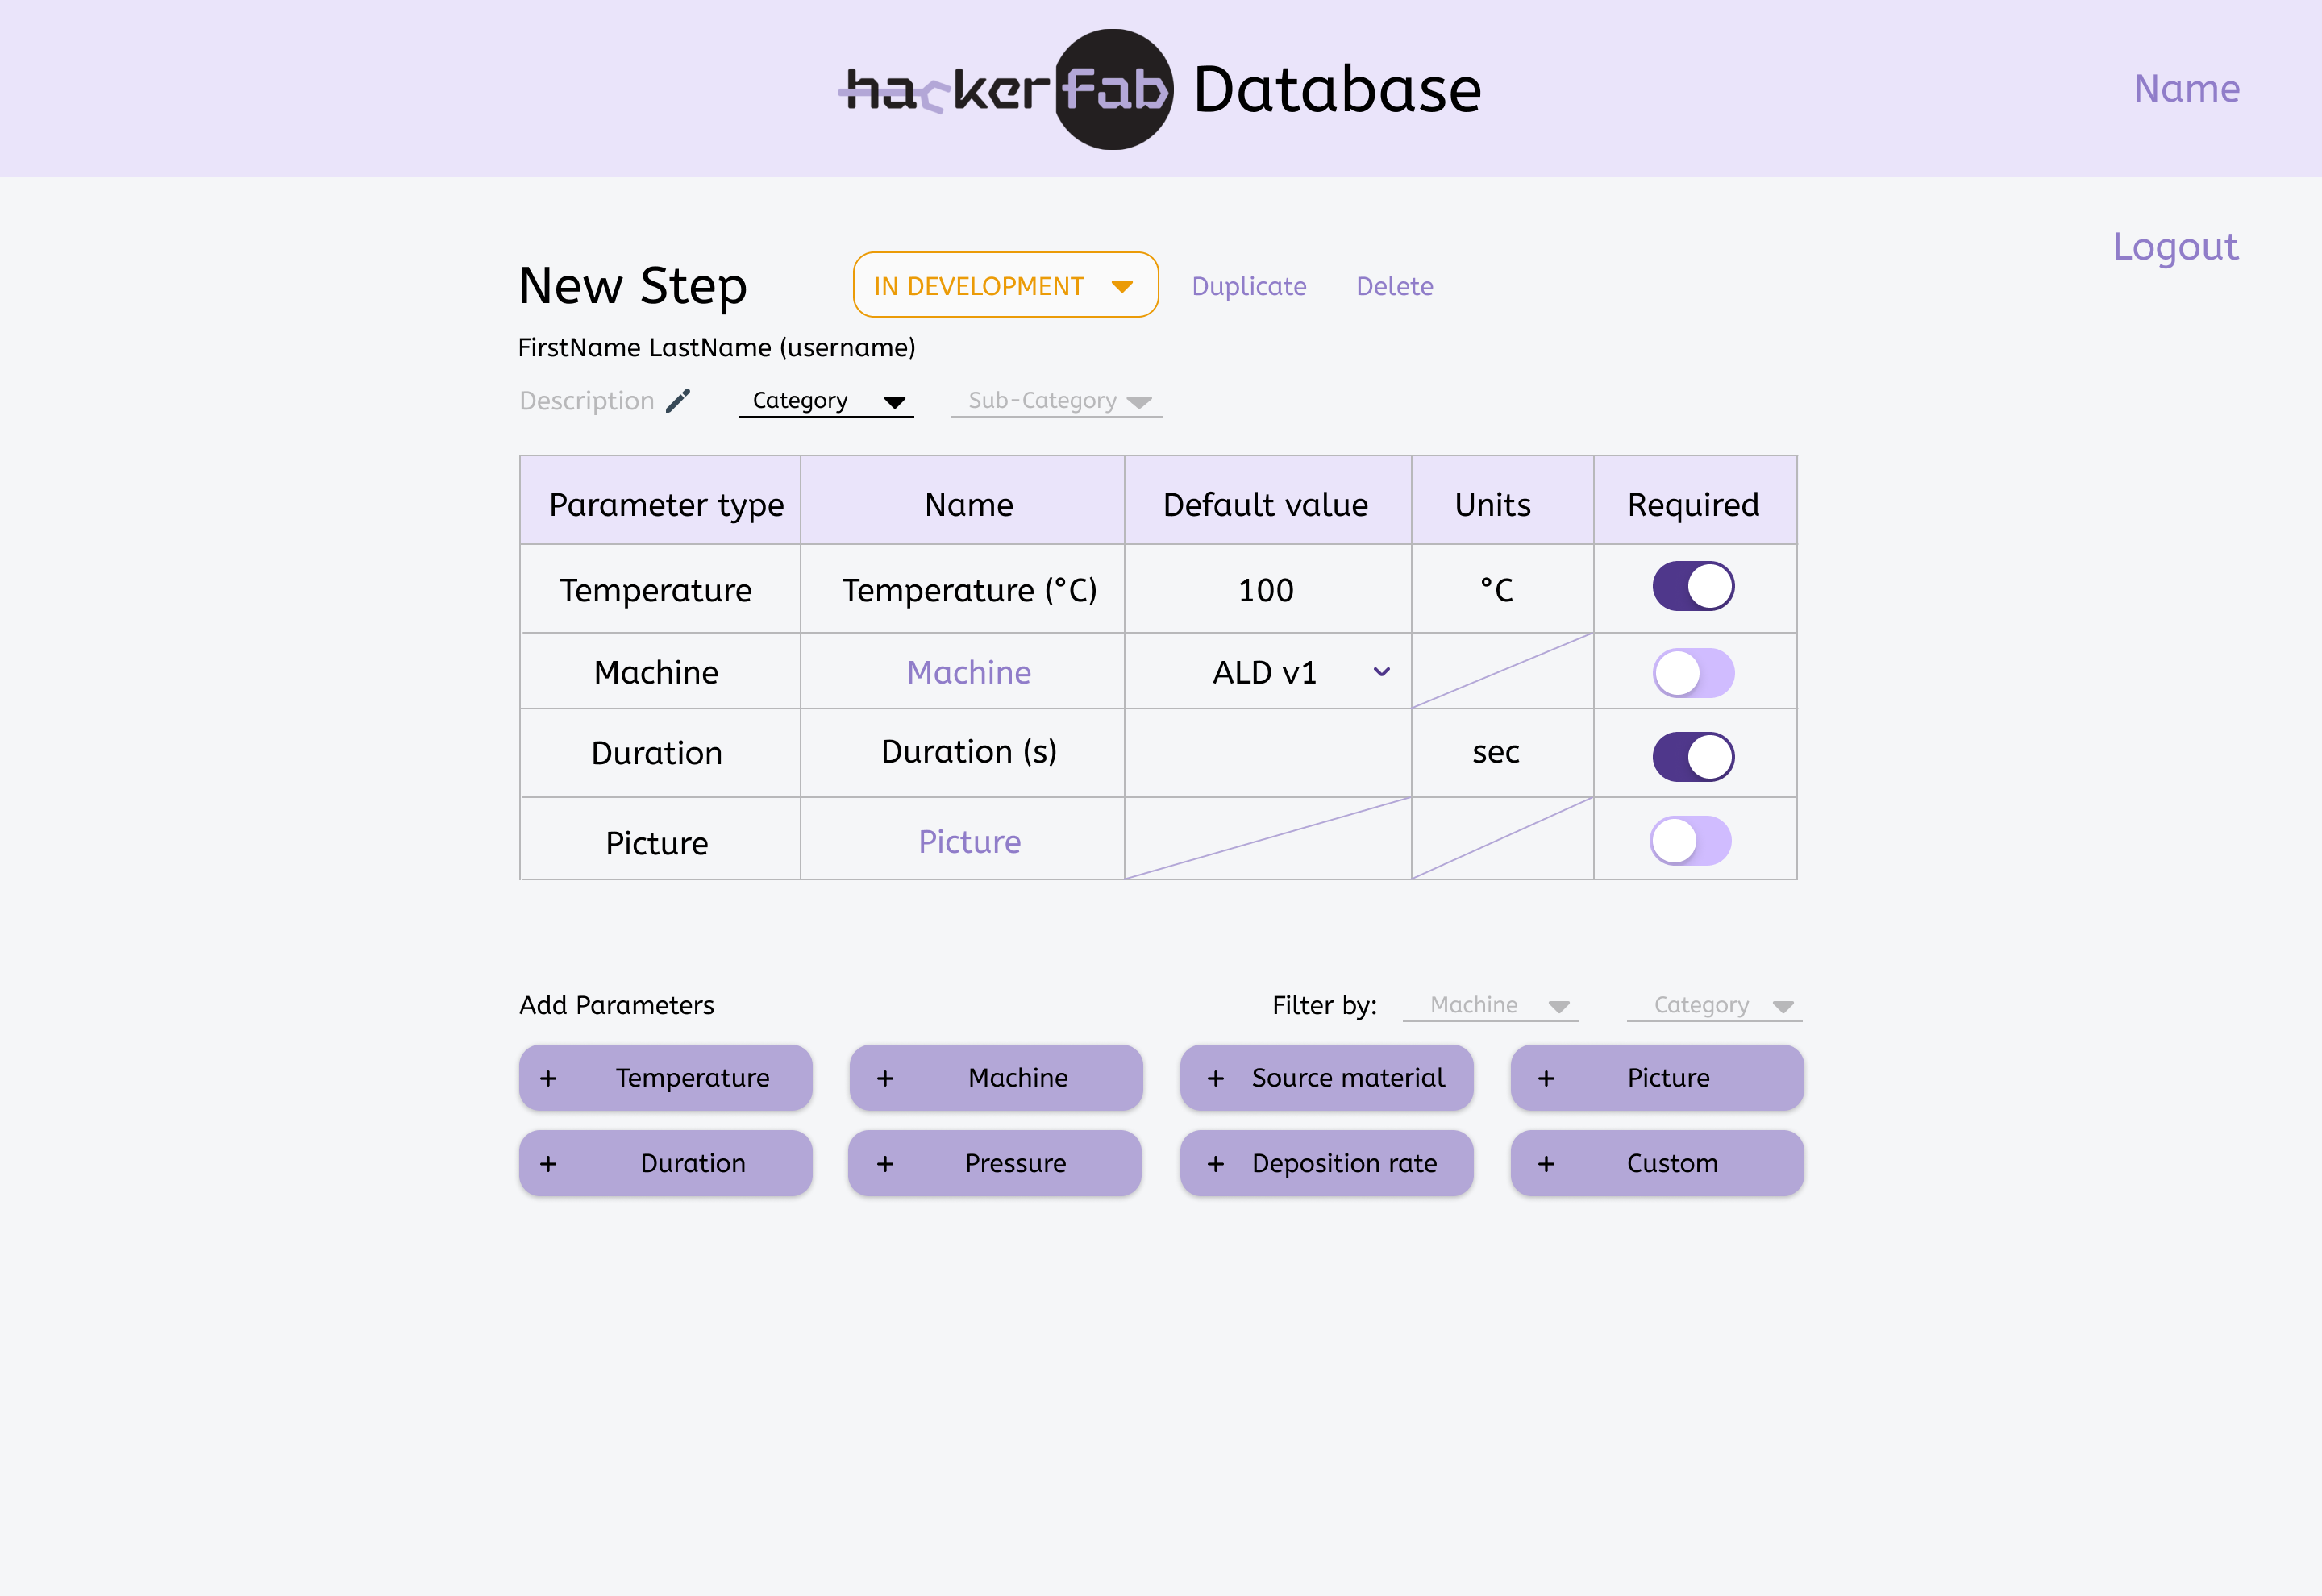 hackerfab Database
Name
Logout
New Step
IN DEVELOPMENT
Duplicate
Delete
FirstName LastName (username)
Description
Category
Sub-Category
Parameter type Name Default value Units Required
Temperature Temperature (°C) 100 °C
Machine Machine ALD v1
Duration Duration (s) sec
Picture Picture
Add Parameters
Filter by: Machine Category
+ Temperature + Machine + Source material + Picture
+ Duration + Pressure + Deposition rate + Custom